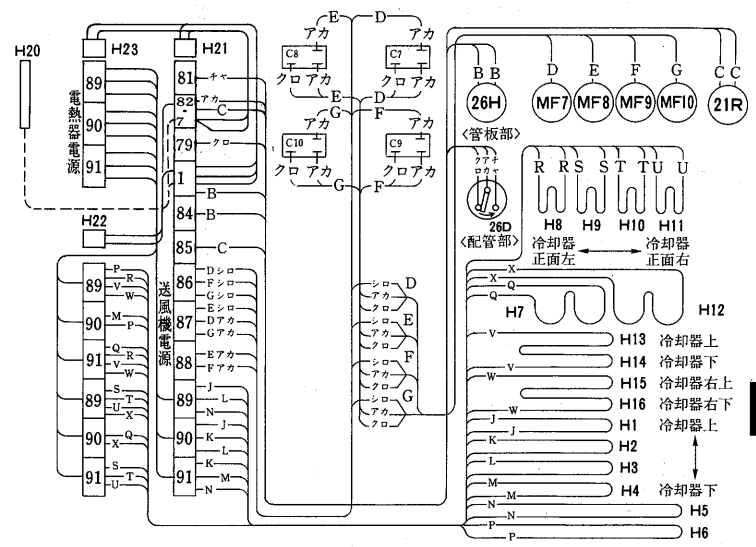 H20
H23
H21
89
90
91
電熱器電源
H22
81
82
7
79
1
84
85
86
87
88
89
90
91
送風機電源
チャ
アカ
C
クロ
B
B
C
Dシロ
Fシロ
Gシロ
Eシロ
Dアカ
Gアカ
Eアカ
Fアカ
J
L
N
J
K
L
K
M
N
89
90
91
89
90
91
P
R
V
W
M
P
Q
R
V
W
S
T
U
X
Q
X
S
T
U
E
D
アカ
アカ
C8
C7
クロ アカ
クロ アカ
E
D
G
F
アカ
アカ
C10
C9
クロ アカ
クロ アカ
G
F
シロ
アカ
クロ
D
シロ
アカ
クロ
E
シロ
アカ
クロ
F
シロ
アカ
クロ
G
B B
D
E
F
G
C C
26H
MF7
MF8
MF9
MF10
21R
<管板部>
クロ
アカ
チャ
26D
<配管部>
R R S S T T U U
H8
H9
H10
H11
冷却器
正面左
冷却器
正面右
X
X
Q
Q
H7
H12
V
H13 冷却器上
V
H14 冷却器下
W
H15 冷却器右上
W
H16 冷却器右下
J
H1 冷却器上
J
K
H2
L
H3
M
H4 冷却器下
M
N
H5
N
P
H6
P